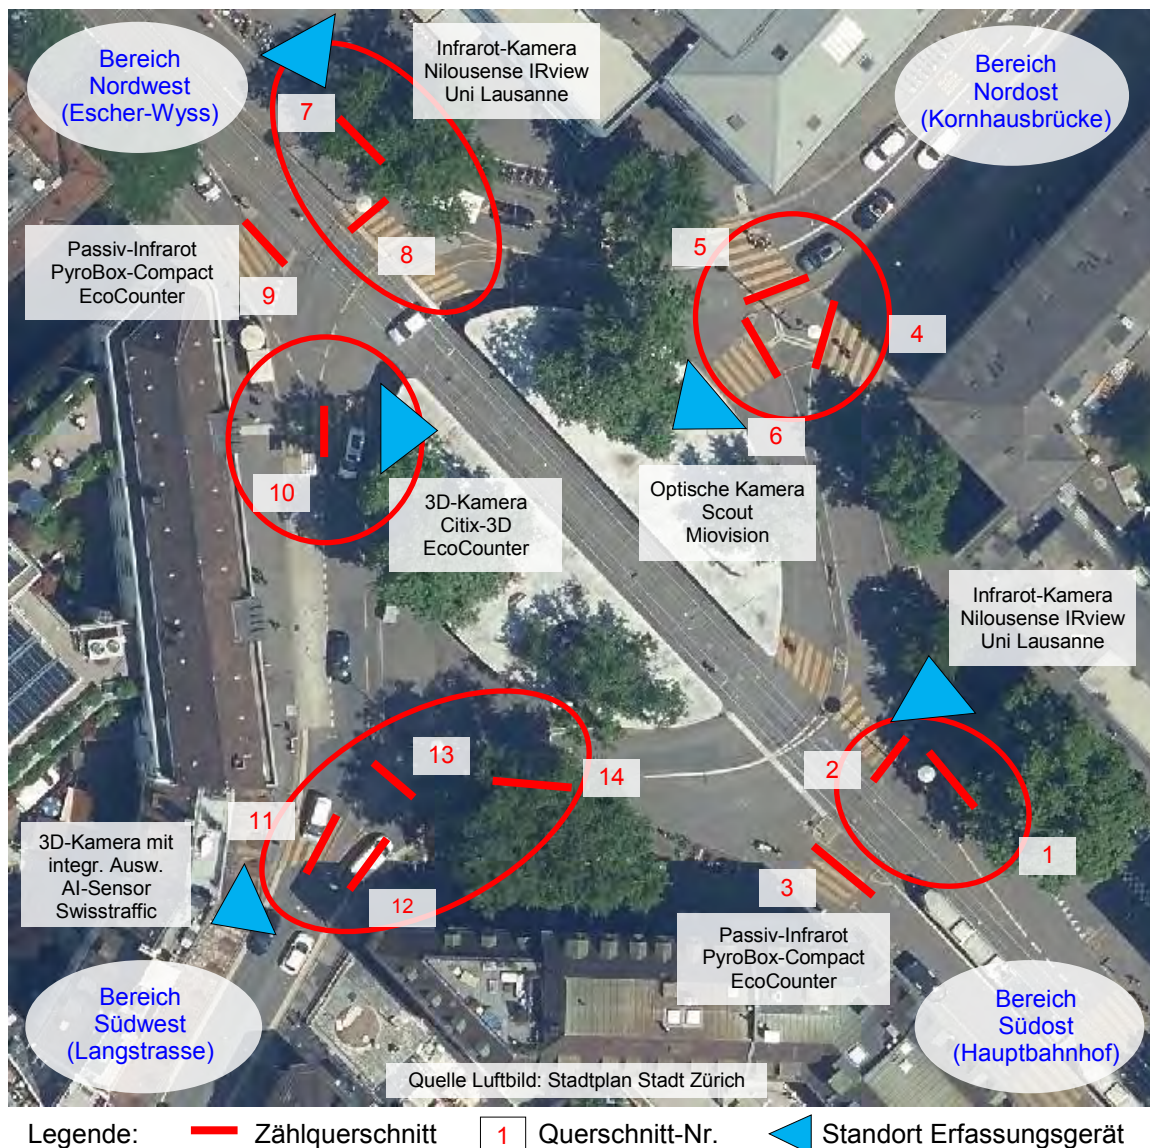 Bereich
Nordwest
(Escher-Wyss)
Infrarot-Kamera
Nilousense IRview
Uni Lausanne
Bereich
Nordost
(Kornhausbrücke)
7
8
Passiv-Infrarot
PyroBox-Compact
EcoCounter
9
5
4
6
10
3D-Kamera
Citix-3D
EcoCounter
Optische Kamera
Scout
Miovision
Infrarot-Kamera
Nilousense IRview
Uni Lausanne
13
14
2
11
1
3D-Kamera mit
integr. Ausw.
AI-Sensor
Swisstraffic
12
3
Passiv-Infrarot
PyroBox-Compact
EcoCounter
Bereich
Südwest
(Langstrasse)
Bereich
Südost
(Hauptbahnhof)
Quelle Luftbild: Stadtplan Stadt Zürich
Legende: Zählquerschnitt 1 Querschnitt-Nr. Standort Erfassungsgerät